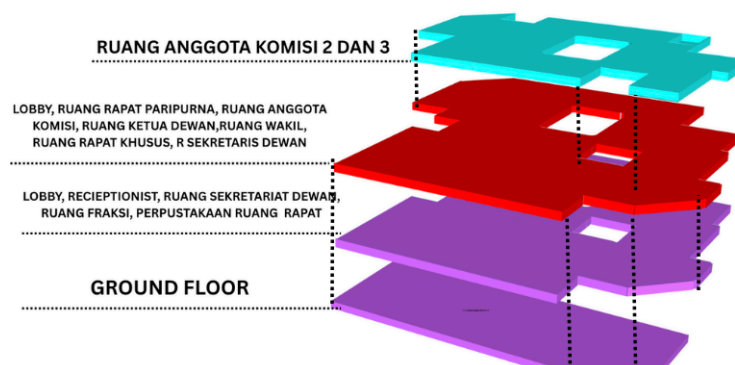 RUANG ANGGOTA KOMISI 2 DAN 3
LOBBY, RUANG RAPAT PARIPURNA, RUANG ANGGOTA
KOMISI, RUANG KETUA DEWAN,RUANG WAKIL,
RUANG RAPAT KHUSUS, R SEKRETARIS DEWAN
LOBBY, RECIEPTIONIST, RUANG SEKRETARIAT DEWAN,
RUANG FRAKSI, PERPUSTAKAAN RUANG RAPAT
GROUND FLOOR